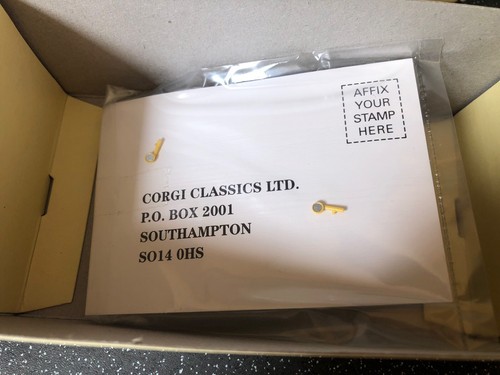 AFFIX
YOUR
STAMP
HERE
CORGI CLASSICS LTD.
P.O. BOX 2001
SOUTHAMPTON
SO14 0HS